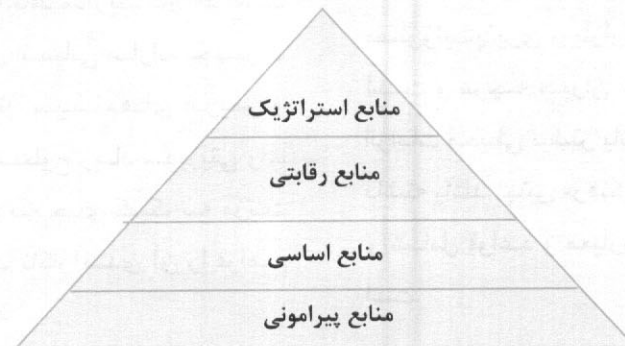 منابع استراتژیک
منابع رقابتی
منابع اساسی
منابع پیرامونی